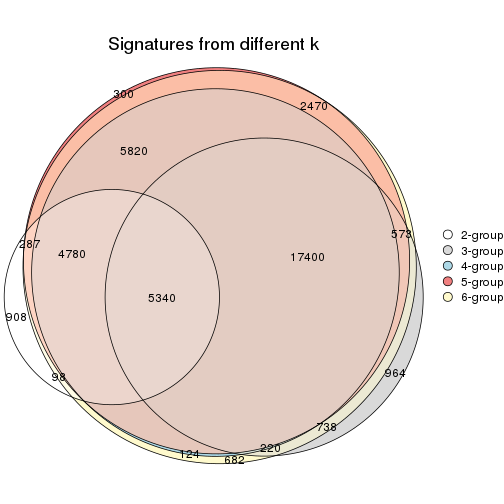 Signatures from different k
300
2470
5820
573
287
4780
17400
5340
908
964
98
738
220
124
682
2-group
3-group
4-group
5-group
6-group